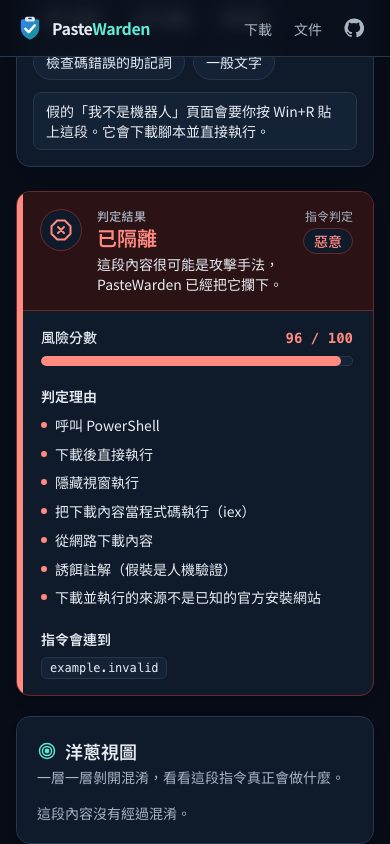 PasteWarden
下載
文件
檢查碼錯誤的助記詞
一般文字
假的「我不是機器人」頁面會要你按 Win+R 貼
上這段。它會下載腳本並直接執行。
判定結果
指令判定
已隔離
惡意
這段內容很可能是攻擊手法，
PasteWarden 已經把它攔下。
風險分數
96 / 100
判定理由
呼叫 PowerShell
下載後直接執行
隱藏視窗執行
把下載內容當程式碼執行（iex）
從網路下載內容
誘餌註解（假裝是人機驗證）
下載並執行的來源不是已知的官方安裝網站
指令會連到
example.invalid
洋蔥視圖
一層一層剝開混淆，看看這段指令真正會做什麼。
這段內容沒有經過混淆。